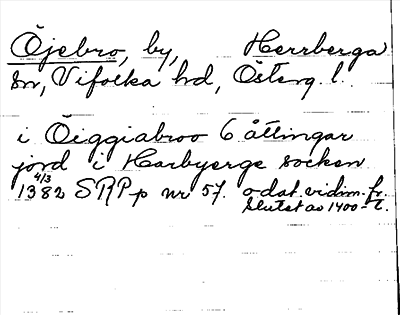 Öjebro, by, Herrberga
sn, Vifolka hd, Österg. l.
i Öiggiabroo 6 åttingar
jord i Harbyerge socken
4/3
1382 SRPp nr 57. odat. vidim. fr.
slutet av 1400-t.